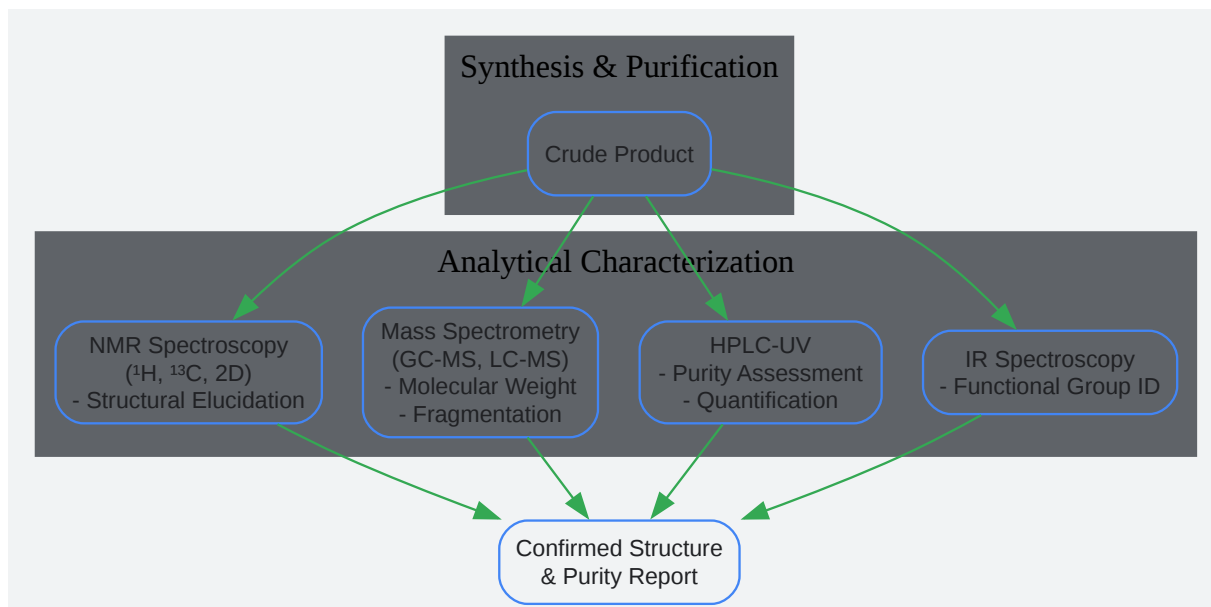 Synthesis & Purification
Crude Product
Analytical Characterization
NMR Spectroscopy
(¹H, ¹³C, 2D)
- Structural Elucidation
Mass Spectrometry
(GC-MS, LC-MS)
- Molecular Weight
- Fragmentation
HPLC-UV
- Purity Assessment
- Quantification
IR Spectroscopy
- Functional Group ID
Confirmed Structure
& Purity Report